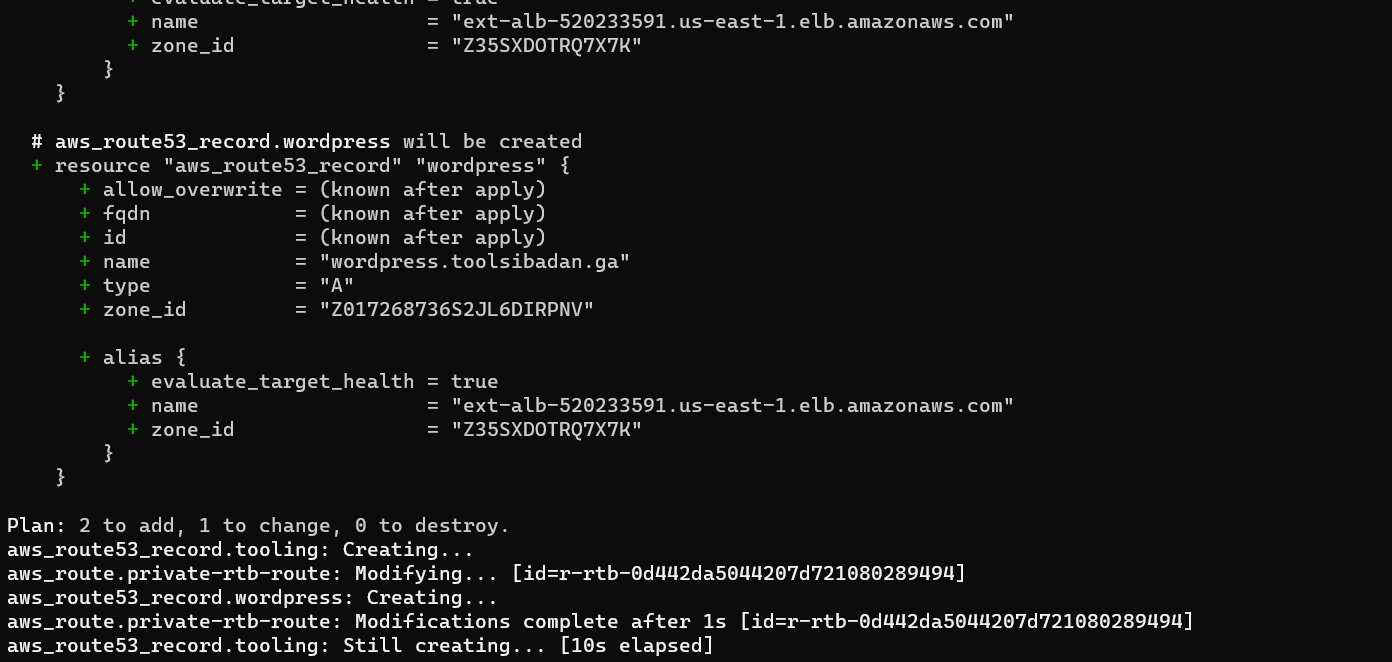 + evaluate_target_health = true
+ name = "ext-alb-520233591.us-east-1.elb.amazonaws.com"
+ zone_id = "Z35SXDOTRQ7X7K"
}
}
# aws_route53_record.wordpress will be created
+ resource "aws_route53_record" "wordpress" {
+ allow_overwrite = (known after apply)
+ fqdn = (known after apply)
+ id = (known after apply)
+ name = "wordpress.toolsibadan.ga"
+ type = "A"
+ zone_id = "Z017268736S2JL6DIRPNV"
+ alias {
+ evaluate_target_health = true
+ name = "ext-alb-520233591.us-east-1.elb.amazonaws.com"
+ zone_id = "Z35SXDOTRQ7X7K"
}
}
Plan: 2 to add, 1 to change, 0 to destroy.
aws_route53_record.tooling: Creating...
aws_route.private-rtb-route: Modifying... [id=r-rtb-0d442da5044207d721080289494]
aws_route53_record.wordpress: Creating...
aws_route.private-rtb-route: Modifications complete after 1s [id=r-rtb-0d442da5044207d721080289494]
aws_route53_record.tooling: Still creating... [10s elapsed]